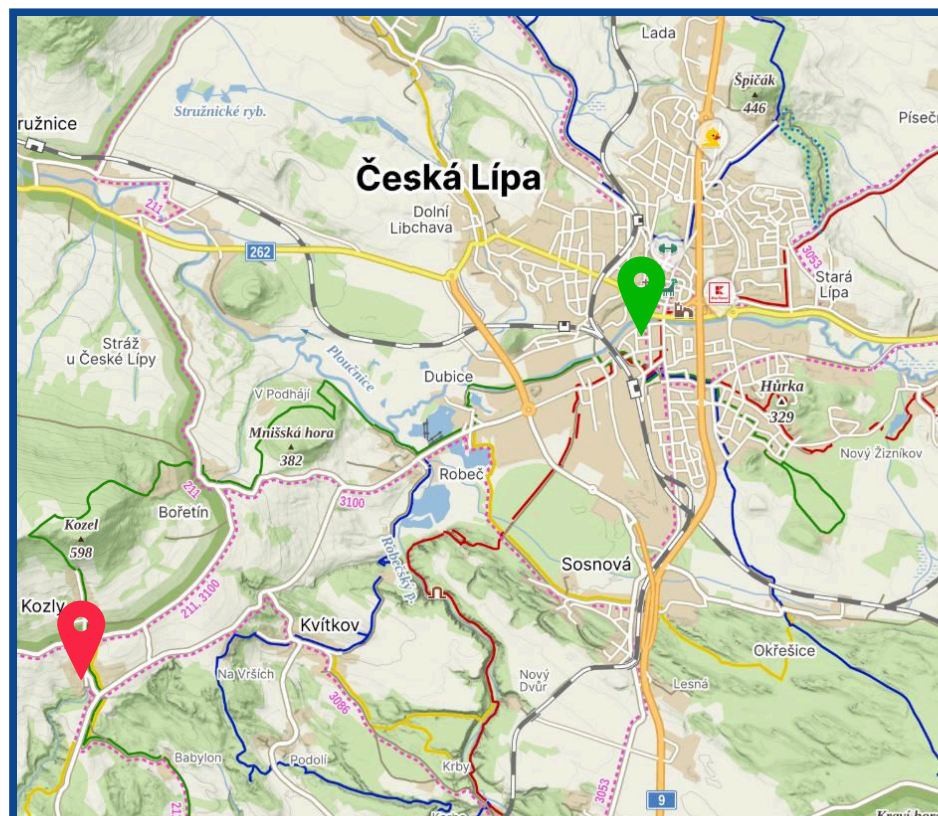 Lada
Špičák
446
Stružnické ryb.
ružnice
Píseč
Česká Lípa
211
Dolní
Libchava
262
3053
Stará
Lípa
Stráž
u České Lípy
Ploučnice
Dubice
V Podhájí
Hůrka
329
Mnišská hora
382
Nový Žizníkov
Robeč
211
3100
Bořetín
Kozel
598
Robečský p.
Sosnová
211, 3100
Kozly
Kvítkov
Okřešice
Na Vrších
Nový
Dvůr
Lesná
3086
Babylon
Podolí
Krby
3053
9